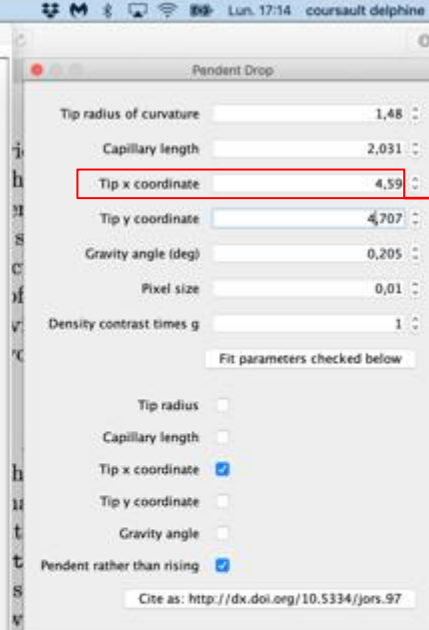 Lun. 17:14 coursault delphine
Pendent Drop
Tip radius of curvature 1,48
Capillary length 2,031
Tip x coordinate 4,59
Tip y coordinate 4,707
Gravity angle (deg) 0,205
Pixel size 0,01
Density contrast times g 1
Fit parameters checked below
Tip radius
Capillary length
Tip x coordinate
Tip y coordinate
Gravity angle
Pendent rather than rising
Cite as: http://dx.doi.org/10.5334/jors.97